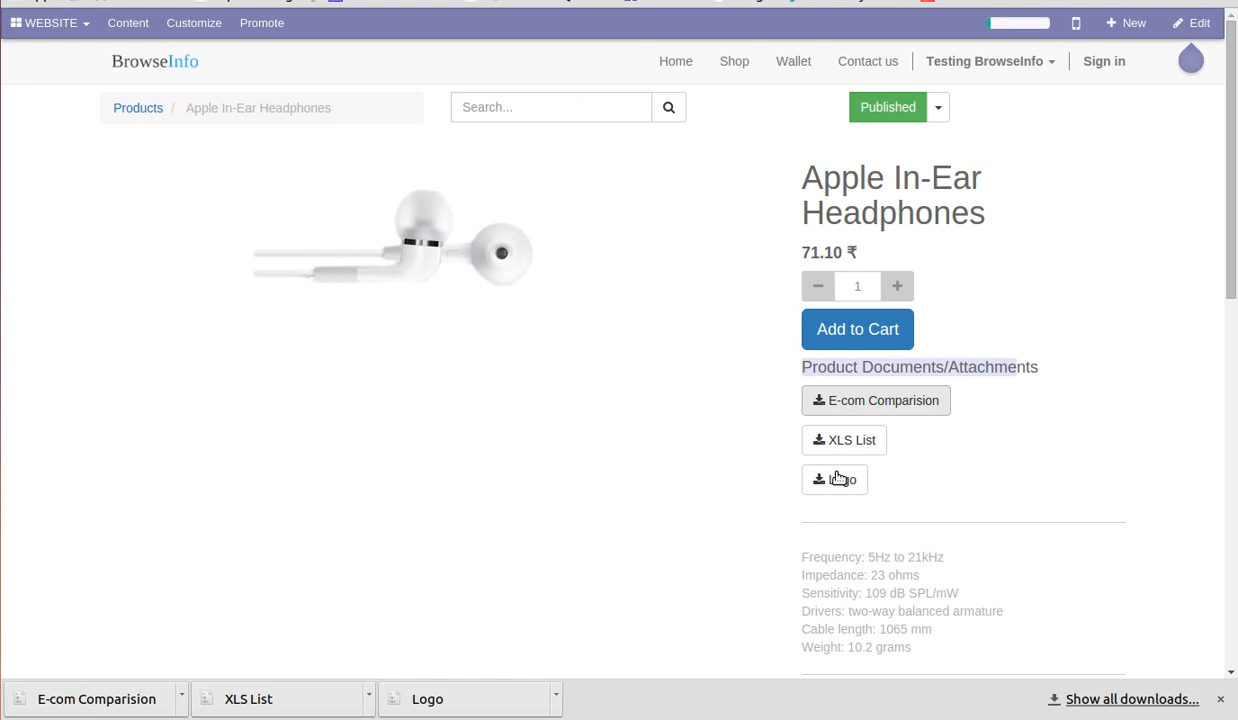 WEBSITE Content Customize Promote New Edit
BrowseInfo Home Shop Wallet Contact us Testing BrowseInfo Sign in
Products / Apple In-Ear Headphones Search... Published
Apple In-Ear
Headphones
71.10 ₹
1
Add to Cart
Product Documents/Attachments
E-com Comparision
XLS List
Logo
Frequency: 5Hz to 21kHz
Impedance: 23 ohms
Sensitivity: 109 dB SPL/mW
Drivers: two-way balanced armature
Cable length: 1065 mm
Weight: 10.2 grams
E-com Comparision XLS List Logo Show all downloads...